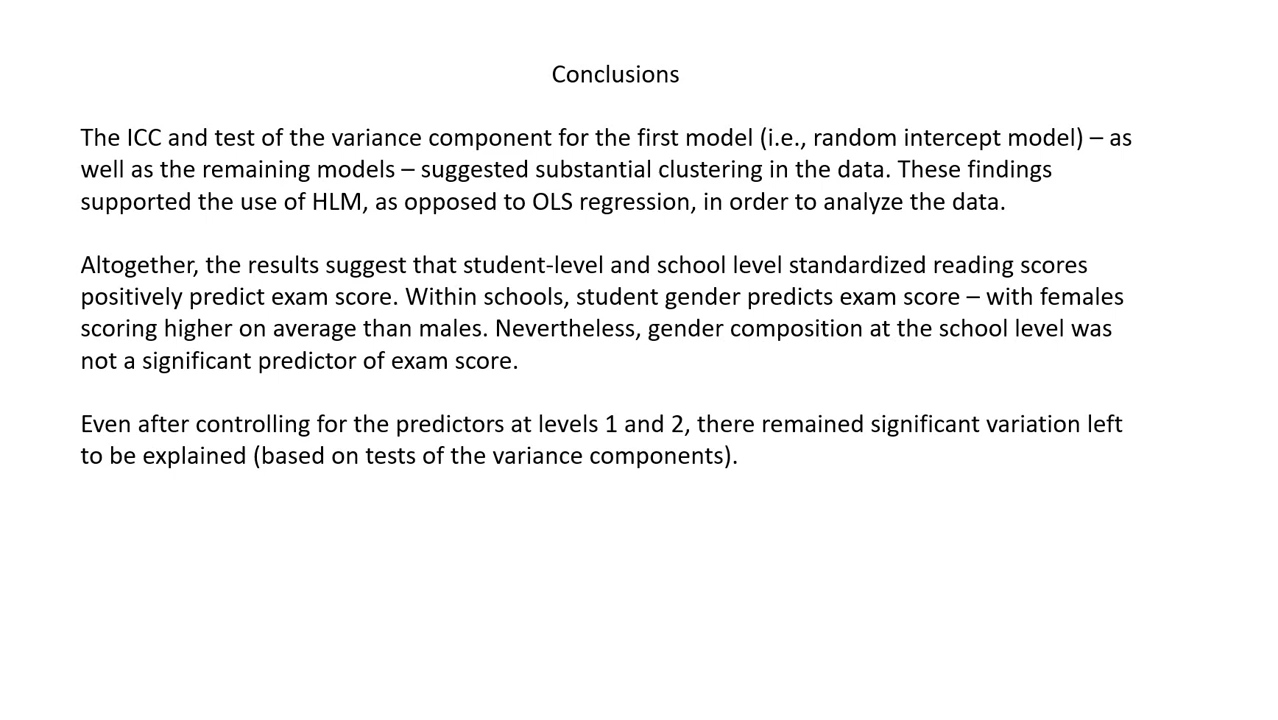 Conclusions
The ICC and test of the variance component for the first model (i.e., random intercept model) – as
well as the remaining models – suggested substantial clustering in the data. These findings
supported the use of HLM, as opposed to OLS regression, in order to analyze the data.
Altogether, the results suggest that student-level and school level standardized reading scores
positively predict exam score. Within schools, student gender predicts exam score – with females
scoring higher on average than males. Nevertheless, gender composition at the school level was
not a significant predictor of exam score.
Even after controlling for the predictors at levels 1 and 2, there remained significant variation left
to be explained (based on tests of the variance components).